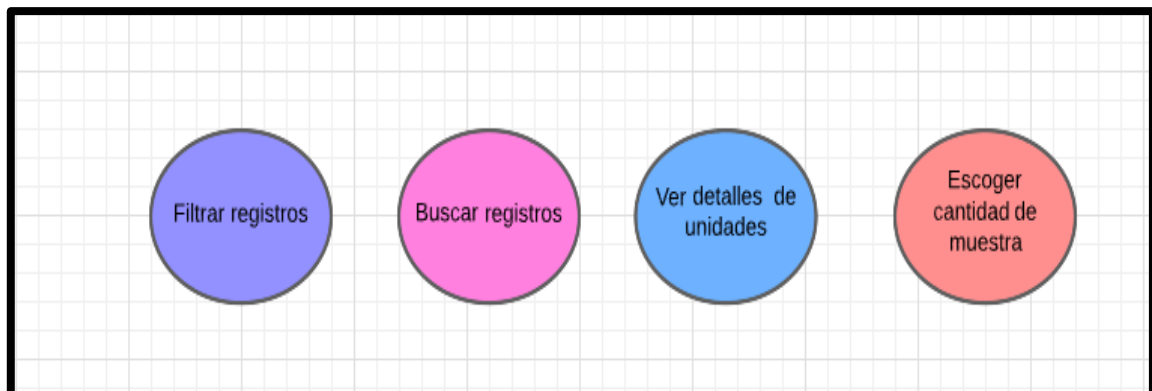 Filtrar registros
Buscar registros
Ver detalles de
unidades
Escoger
cantidad de
muestra